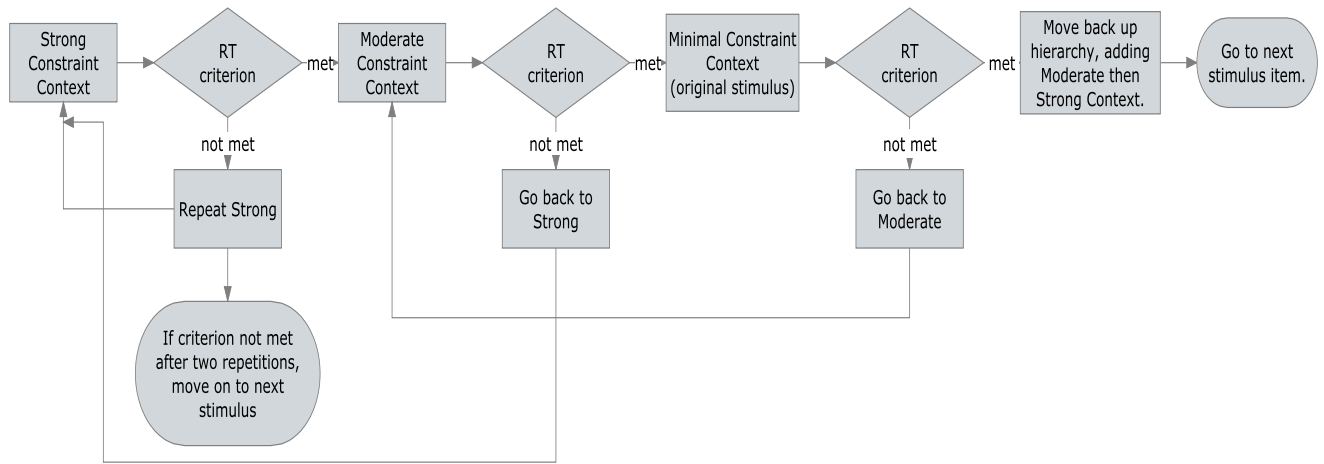 Strong
Constraint
Context
RT
criterion
met
Moderate
Constraint
Context
RT
criterion
met
Minimal Constraint
Context
(original stimulus)
RT
criterion
met
Move back up
hierarchy, adding
Moderate then
Strong Context.
Go to next
stimulus item.
not met
not met
not met
Repeat Strong
Go back to
Strong
Go back to
Moderate
If criterion not met
after two repetitions,
move on to next
stimulus